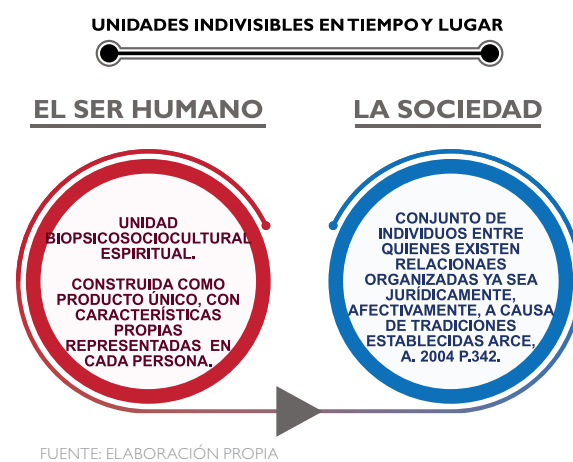 UNIDADES INDIVISIBLES EN TIEMPO Y LUGAR
EL SER HUMANO
UNIDAD
BIOPSICOSOCIOCULTURAL
ESPIRITUAL.
CONSTRUIDA COMO
PRODUCTO ÚNICO, CON
CARACTERÍSTICAS
PROPIAS
REPRESENTADAS EN
CADA PERSONA.
LA SOCIEDAD
CONJUNTO DE
INDIVIDUOS ENTRE
QUIENES EXISTEN
RELACIONAES
ORGANIZADAS YA SEA
JURÍDICAMENTE,
AFECTIVAMENTE, A CAUSA
DE TRADICIONES
ESTABLECIDAS ARCE,
A. 2004 P.342.
FUENTE: ELABORACIÓN PROPIA